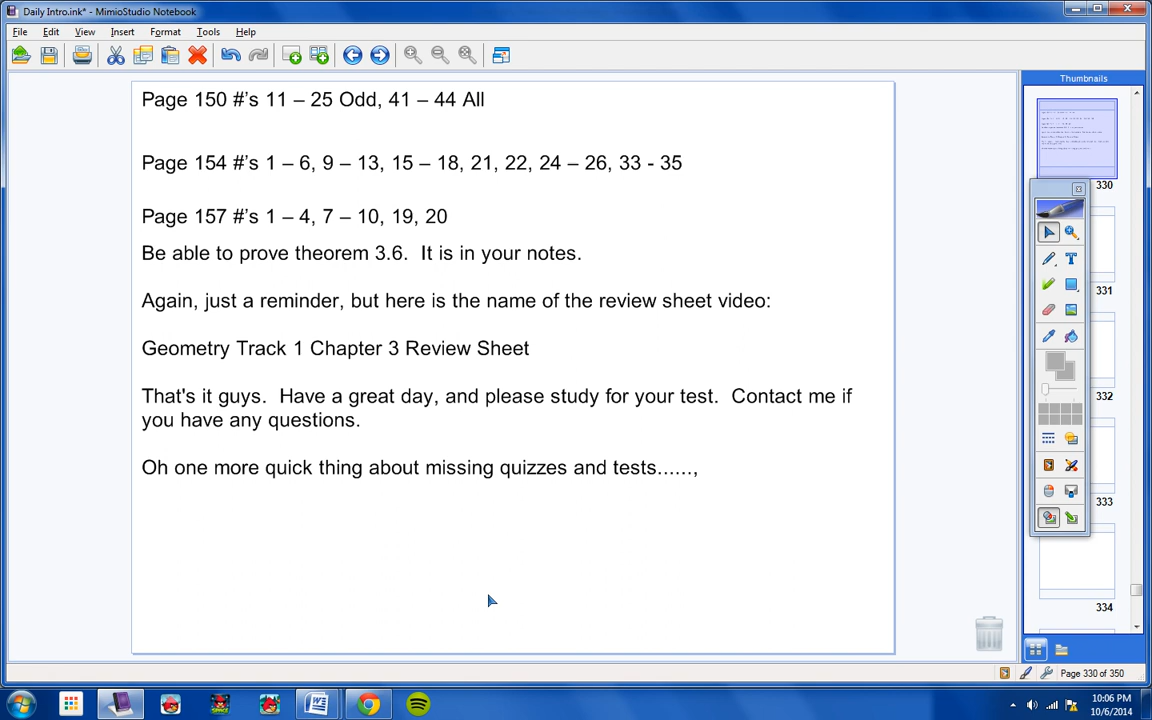 Daily Intro.ink* - MimioStudio Notebook
File Edit View Insert Format Tools Help
Page 150 #'s 11 – 25 Odd, 41 – 44 All
Page 154 #'s 1 – 6, 9 – 13, 15 – 18, 21, 22, 24 – 26, 33 - 35
Page 157 #'s 1 – 4, 7 – 10, 19, 20
Be able to prove theorem 3.6.  It is in your notes.
Again, just a reminder, but here is the name of the review sheet video:
Geometry Track 1 Chapter 3 Review Sheet
That's it guys.  Have a great day, and please study for your test.  Contact me if
you have any questions.
Oh one more quick thing about missing quizzes and tests......,
Thumbnails
330
331
332
333
334
Page 330 of 350
10:06 PM
10/6/2014